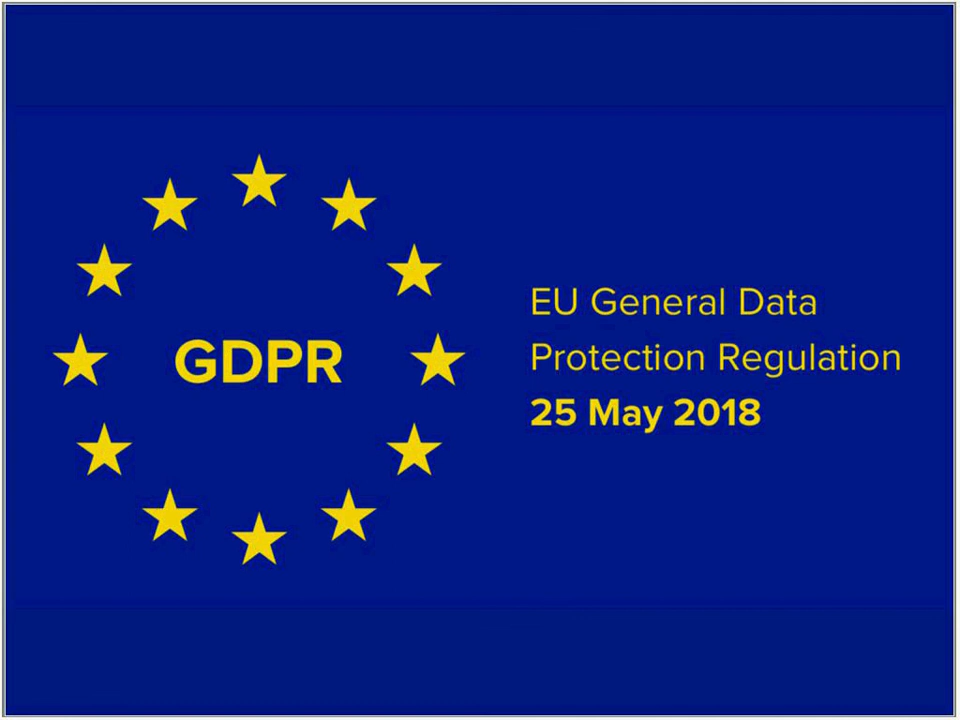 GDPR
EU General Data
Protection Regulation
25 May 2018